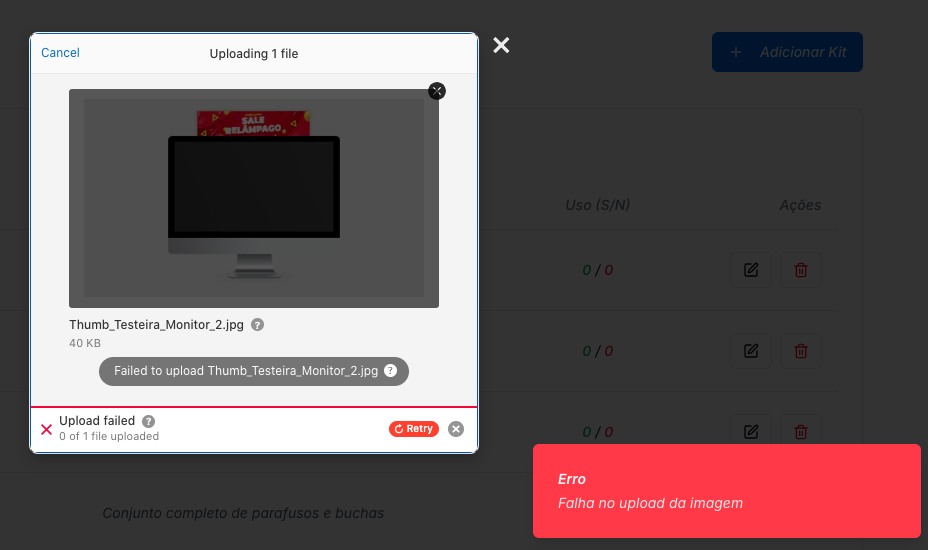 Cancel
Uploading 1 file
+ Adicionar Kit
SALE
RELÂMPAGO
Uso (S/N)
Ações
0 / 0
Thumb_Testeira_Monitor_2.jpg ?
40 KB
0 / 0
Failed to upload Thumb_Testeira_Monitor_2.jpg ?
Upload failed ?
0 of 1 file uploaded
Retry
0 / 0
Erro
Falha no upload da imagem
Conjunto completo de parafusos e buchas